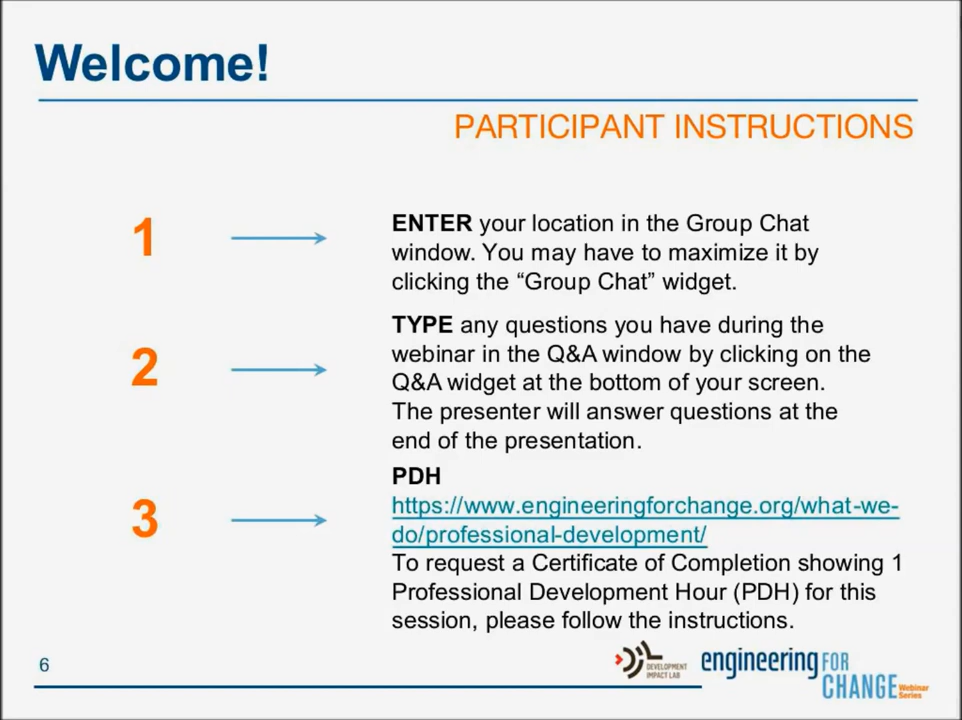 Welcome!
PARTICIPANT INSTRUCTIONS
1
ENTER your location in the Group Chat
window. You may have to maximize it by
clicking the “Group Chat” widget.
2
TYPE any questions you have during the
webinar in the Q&A window by clicking on the
Q&A widget at the bottom of your screen.
The presenter will answer questions at the
end of the presentation.
3
PDH
https://www.engineeringforchange.org/what-we-
do/professional-development/
To request a Certificate of Completion showing 1
Professional Development Hour (PDH) for this
session, please follow the instructions.
6
DEVELOPMENT
IMPACT LAB
engineering FOR
CHANGE Webinar
Series